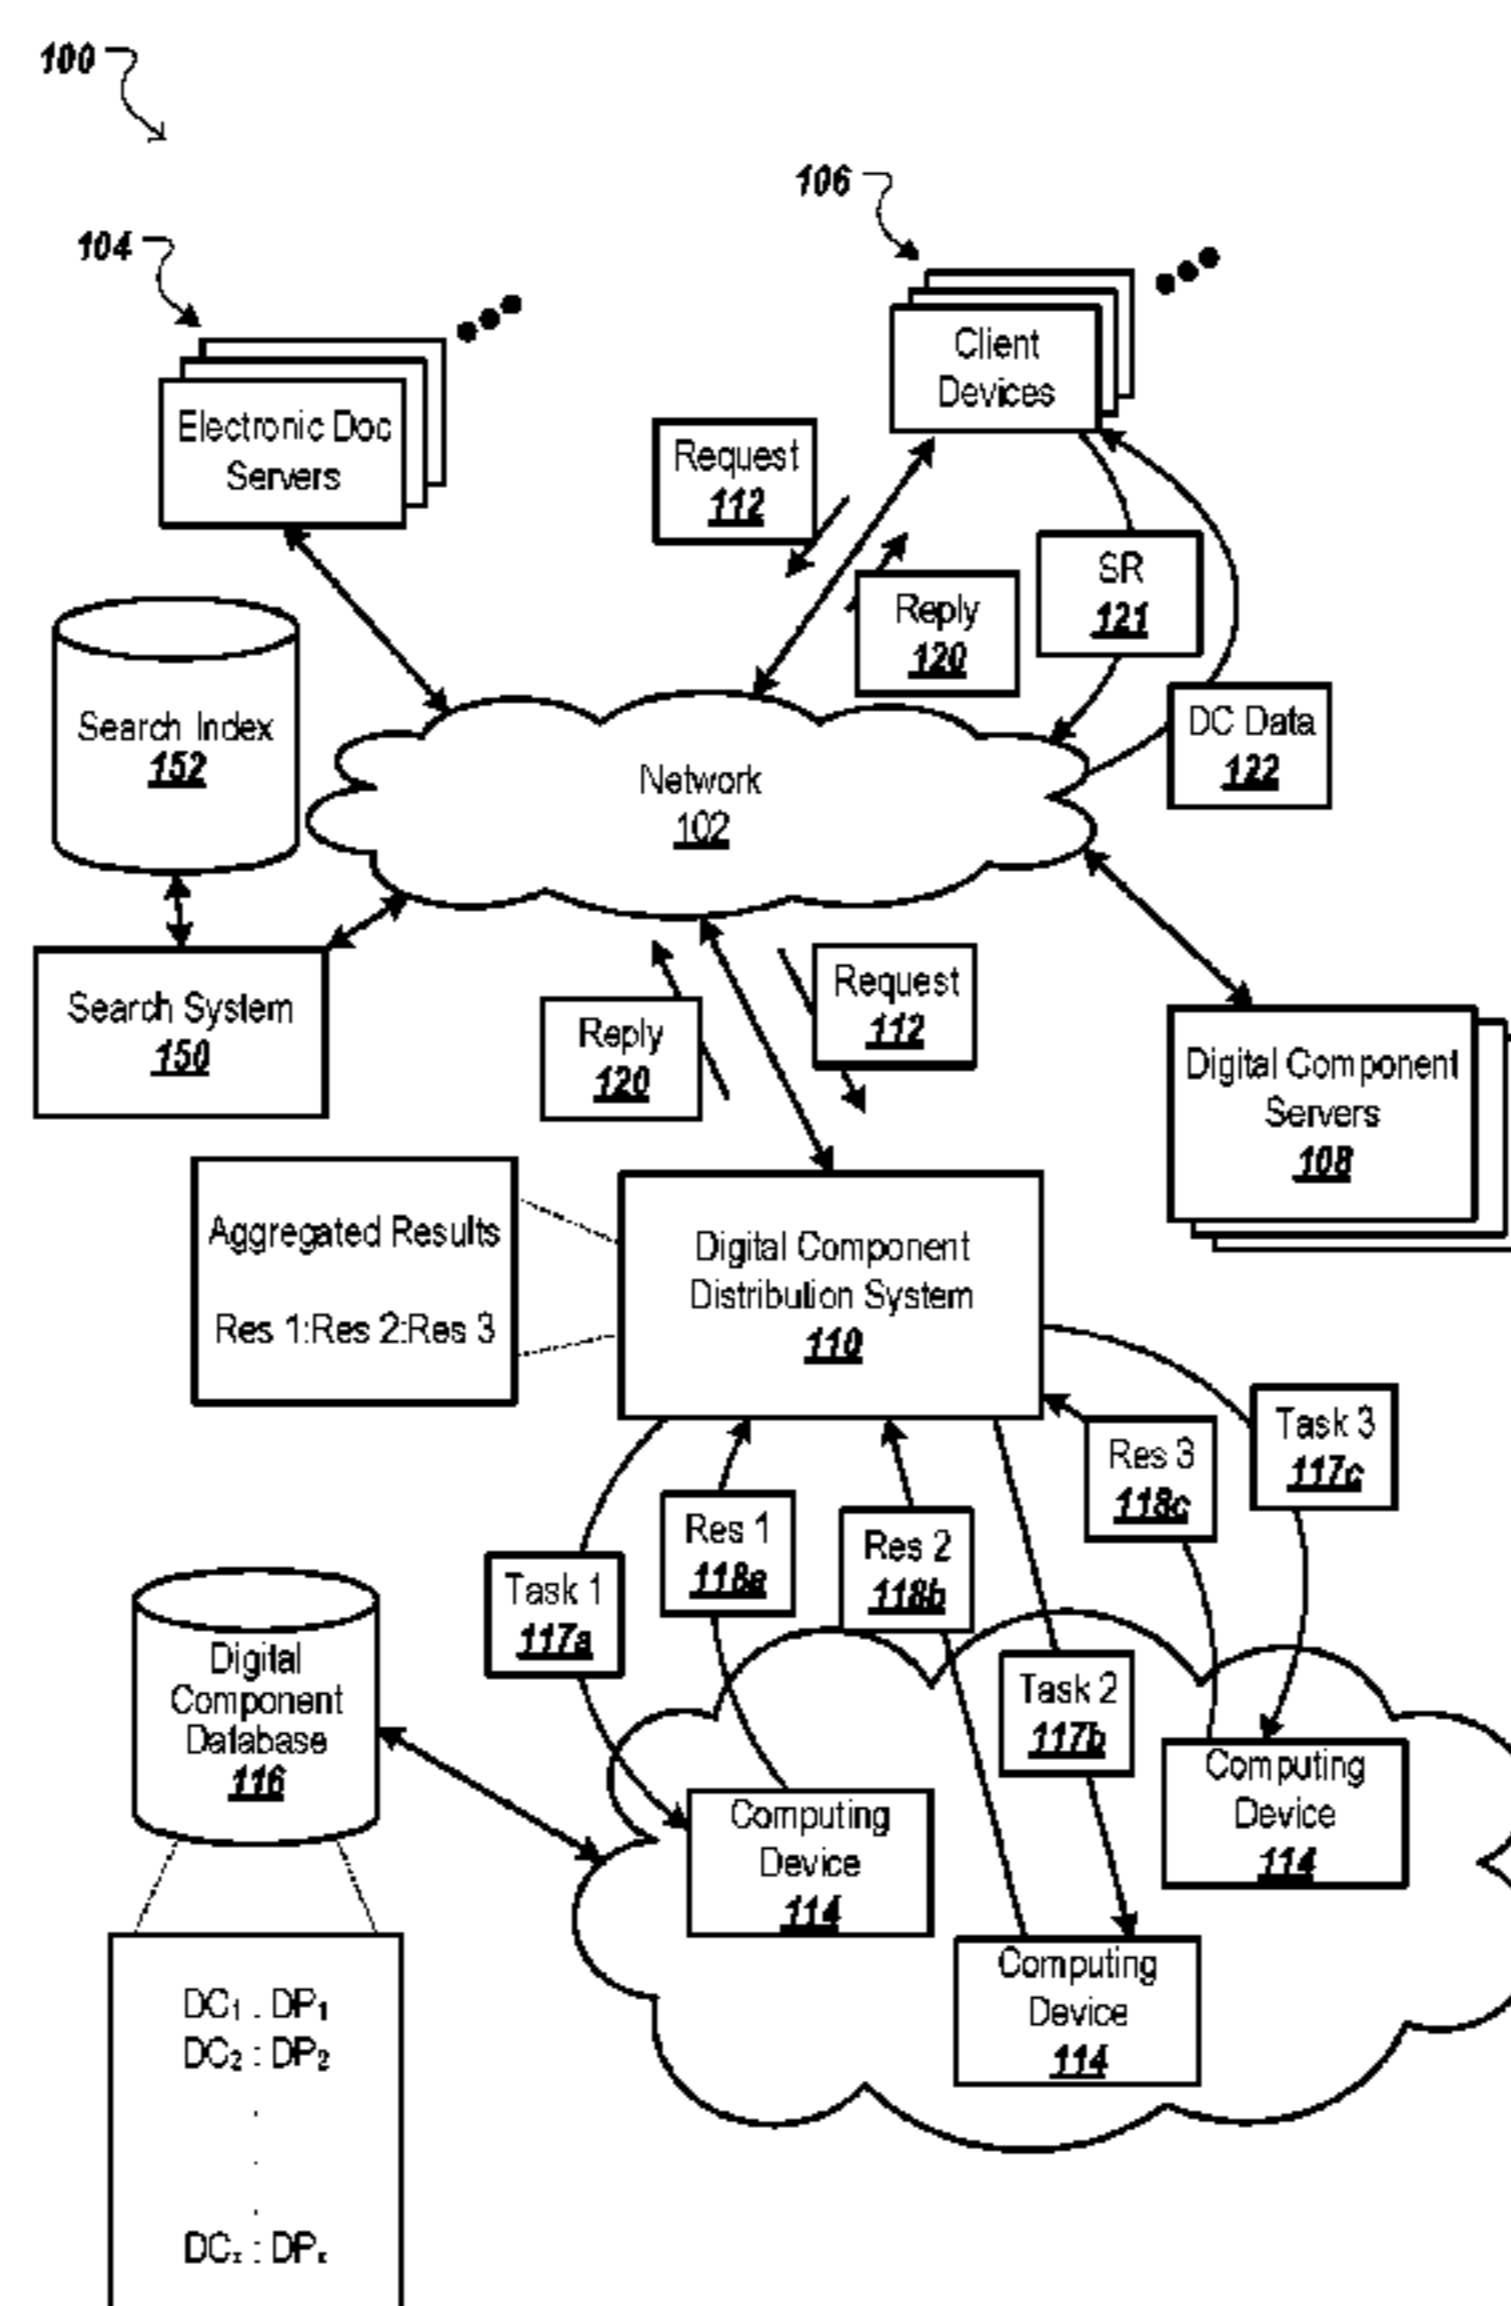 100
106
104
Client
Devices
Electronic Doc
Servers
Request
112
SR
121
Reply
120
Search Index
152
DC Data
122
Network
102
Search System
150
Request
112
Reply
120
Digital Component
Servers
108
Aggregated Results
Res 1:Res 2:Res 3
Digital Component
Distribution System
110
Task 3
117c
Res 3
118c
Res 1
118a
Res 2
118b
Task 1
117a
Digital
Component
Database
116
Task 2
117b
Computing
Device
114
Computing
Device
114
Computing
Device
114
DC₁ : DP₁
DC₂ : DP₂
.
.
.
DCₓ : DPₓ